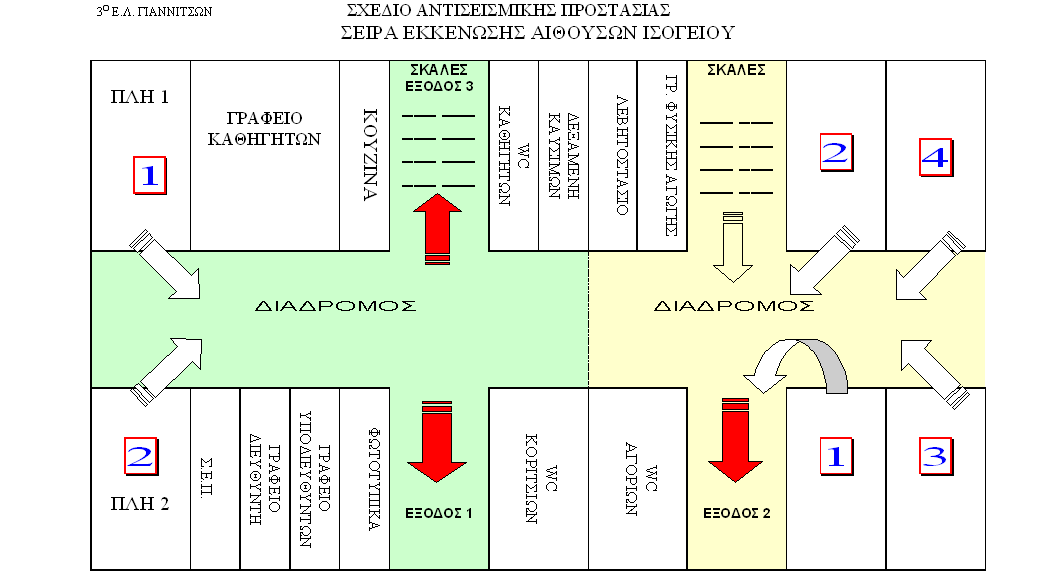 3Ο Ε.Λ. ΓΙΑΝΝΙΤΣΩΝ
ΣΧΕΔΙΟ ΑΝΤΙΣΕΙΣΜΙΚΗΣ ΠΡΟΣΤΑΣΙΑΣ
ΣΕΙΡΑ ΕΚΚΕΝΩΣΗΣ ΑΙΘΟΥΣΩΝ ΙΣΟΓΕΙΟΥ
ΠΛΗ 1
1
ΓΡΑΦΕΙΟ
ΚΑΘΗΓΗΤΩΝ
ΚΟΥΖΙΝΑ
ΣΚΑΛΕΣ
ΕΞΟΔΟΣ 3
WC
ΚΑΘΗΓΗΤΩΝ
ΔΕΞΑΜΕΝΗ
ΚΑΥΣΙΜΩΝ
ΛΕΒΗΤΟΣΤΑΣΙΟ
ΓΡ. ΦΥΣΙΚΗΣ ΑΓΩΓΗΣ
ΣΚΑΛΕΣ
2
4
ΔΙΑΔΡΟΜΟΣ
ΔΙΑΔΡΟΜΟΣ
2
ΠΛΗ 2
Σ.Ε.Π.
ΓΡΑΦΕΙΟ
ΔΙΕΥΘΥΝΤΗ
ΓΡΑΦΕΙΟ
ΥΠΟΔΙΕΥΘΥΝΤΩΝ
ΦΩΤΟΤΥΠΙΚΑ
ΕΞΟΔΟΣ 1
WC
ΚΟΡΙΤΣΙΩΝ
WC
ΑΓΟΡΙΩΝ
ΕΞΟΔΟΣ 2
1
3